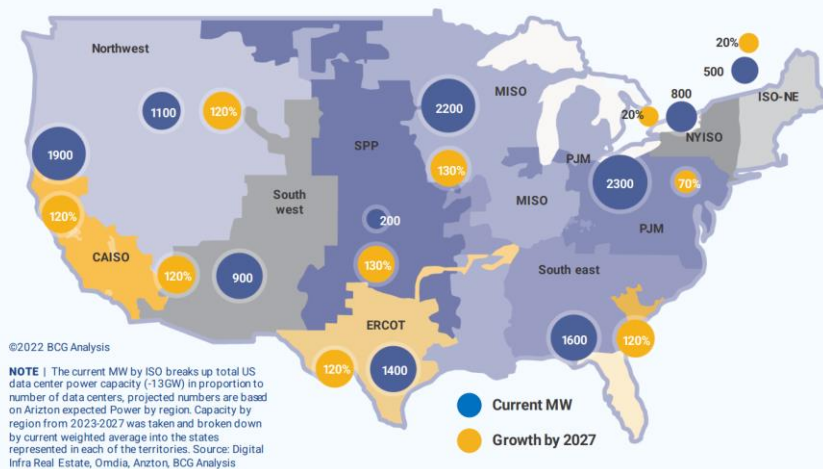 Northwest
1100
120%
1900
120%
CAISO
120%
South
west
900
SPP
200
130%
MISO
2200
130%
MISO
ERCOT
120%
1400
PJM
2300
70%
PJM
South east
1600
120%
20%
500
800
20%
ISO-NE
NYISO
Current MW
Growth by 2027
©2022 BCG Analysis
NOTE | The current MW by ISO breaks up total US
data center power capacity (-13GW) in proportion to
number of data centers, projected numbers are based
on Arizton expected Power by region. Capacity by
region from 2023-2027 was taken and broken down
by current weighted average into the states
represented in each of the territories. Source: Digital
Infra Real Estate, Omdia, Anzton, BCG Analysis